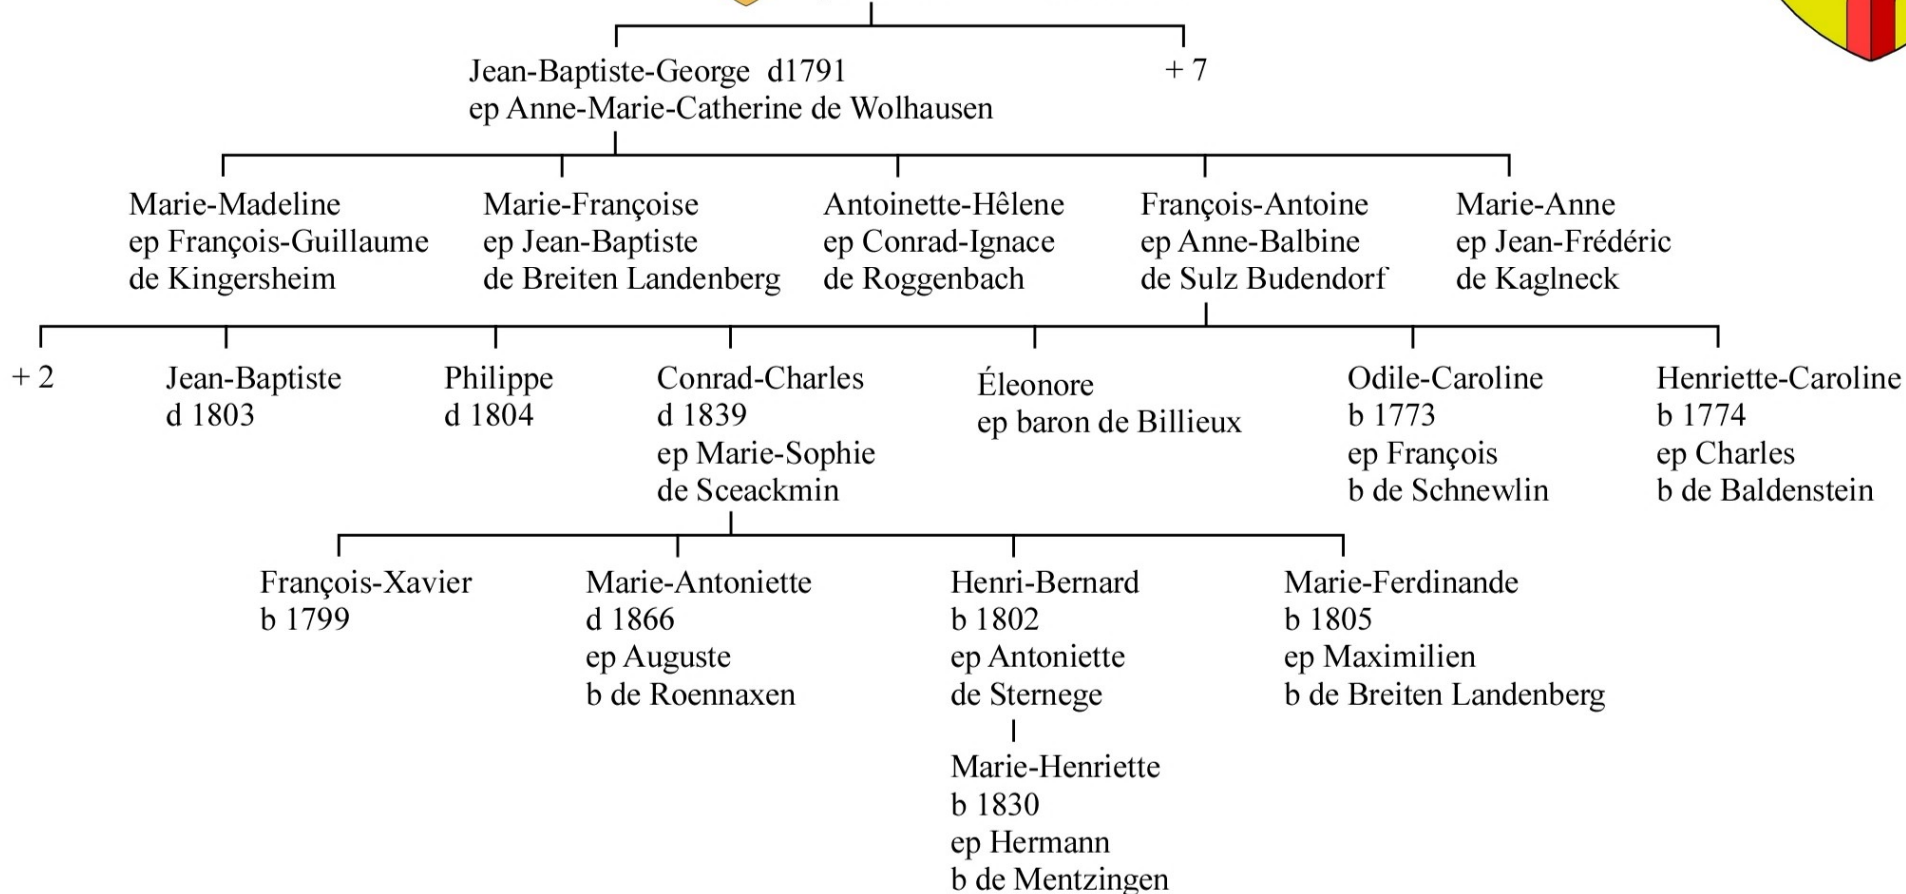 Jean-Baptiste-George d1791
ep Anne-Marie-Catherine de Wolhausen
+ 7
Marie-Madeline
ep François-Guillaume
de Kingersheim
Marie-Françoise
ep Jean-Baptiste
de Breiten Landenberg
Antoinette-Hêlene
ep Conrad-Ignace
de Roggenbach
François-Antoine
ep Anne-Balbine
de Sulz Budendorf
Marie-Anne
ep Jean-Frédéric
de Kaglneck
+ 2
Jean-Baptiste
d 1803
Philippe
d 1804
Conrad-Charles
d 1839
ep Marie-Sophie
de Sceackmin
Éleonore
ep baron de Billieux
Odile-Caroline
b 1773
ep François
b de Schnewlin
Henriette-Caroline
b 1774
ep Charles
b de Baldenstein
François-Xavier
b 1799
Marie-Antoniette
d 1866
ep Auguste
b de Roennaxen
Henri-Bernard
b 1802
ep Antoniette
de Sternege
Marie-Ferdinande
b 1805
ep Maximilien
b de Breiten Landenberg
Marie-Henriette
b 1830
ep Hermann
b de Mentzingen